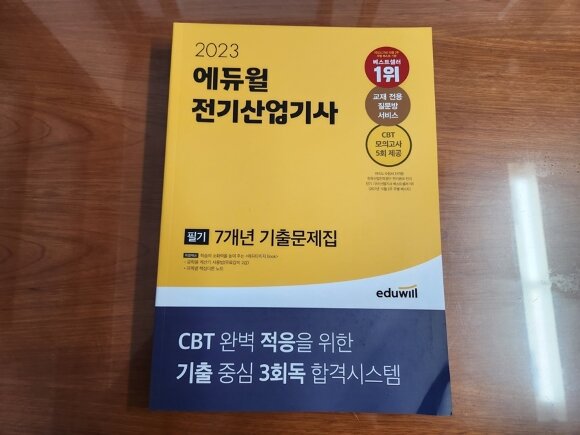 2023
에듀윌
전기산업기사
베스트셀러
1위
교재 전용
질문방
서비스
CBT
모의고사
5회 제공
필기 7개년 기출문제집
eduwill
CBT 완벽 적응을 위한
기출 중심 3회독 합격시스템